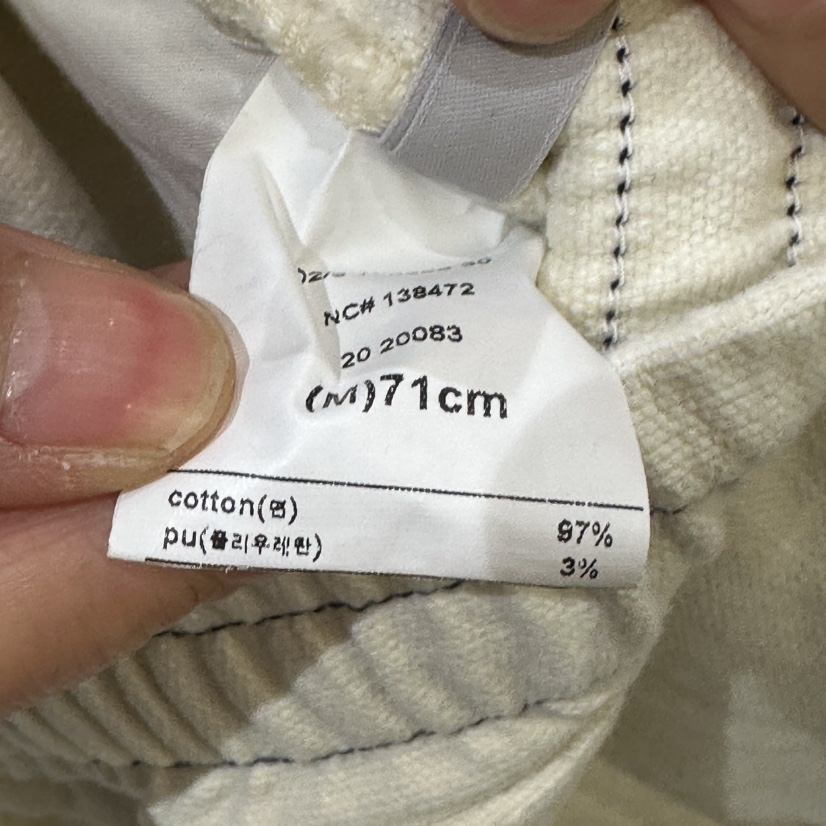 NC# 138472
20 20083
(M)71cm
cotton(면) 97%
pu(폴리우레탄) 3%